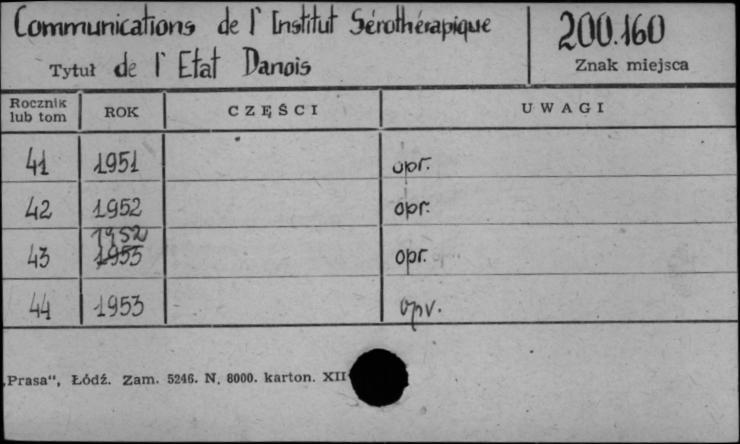 Communications de l' Institut Sérothérapique
200.160
Tytuł de l' Etat Danois
Znak miejsca
Rocznik lub tom ROK CZĘŚCI UWAGI
41 1951 opr.
42 1952 opr.
1952
43 1953 opr.
44 1953 opr.
„Prasa“, Łódź. Zam. 5246. N. 8000. karton. XII